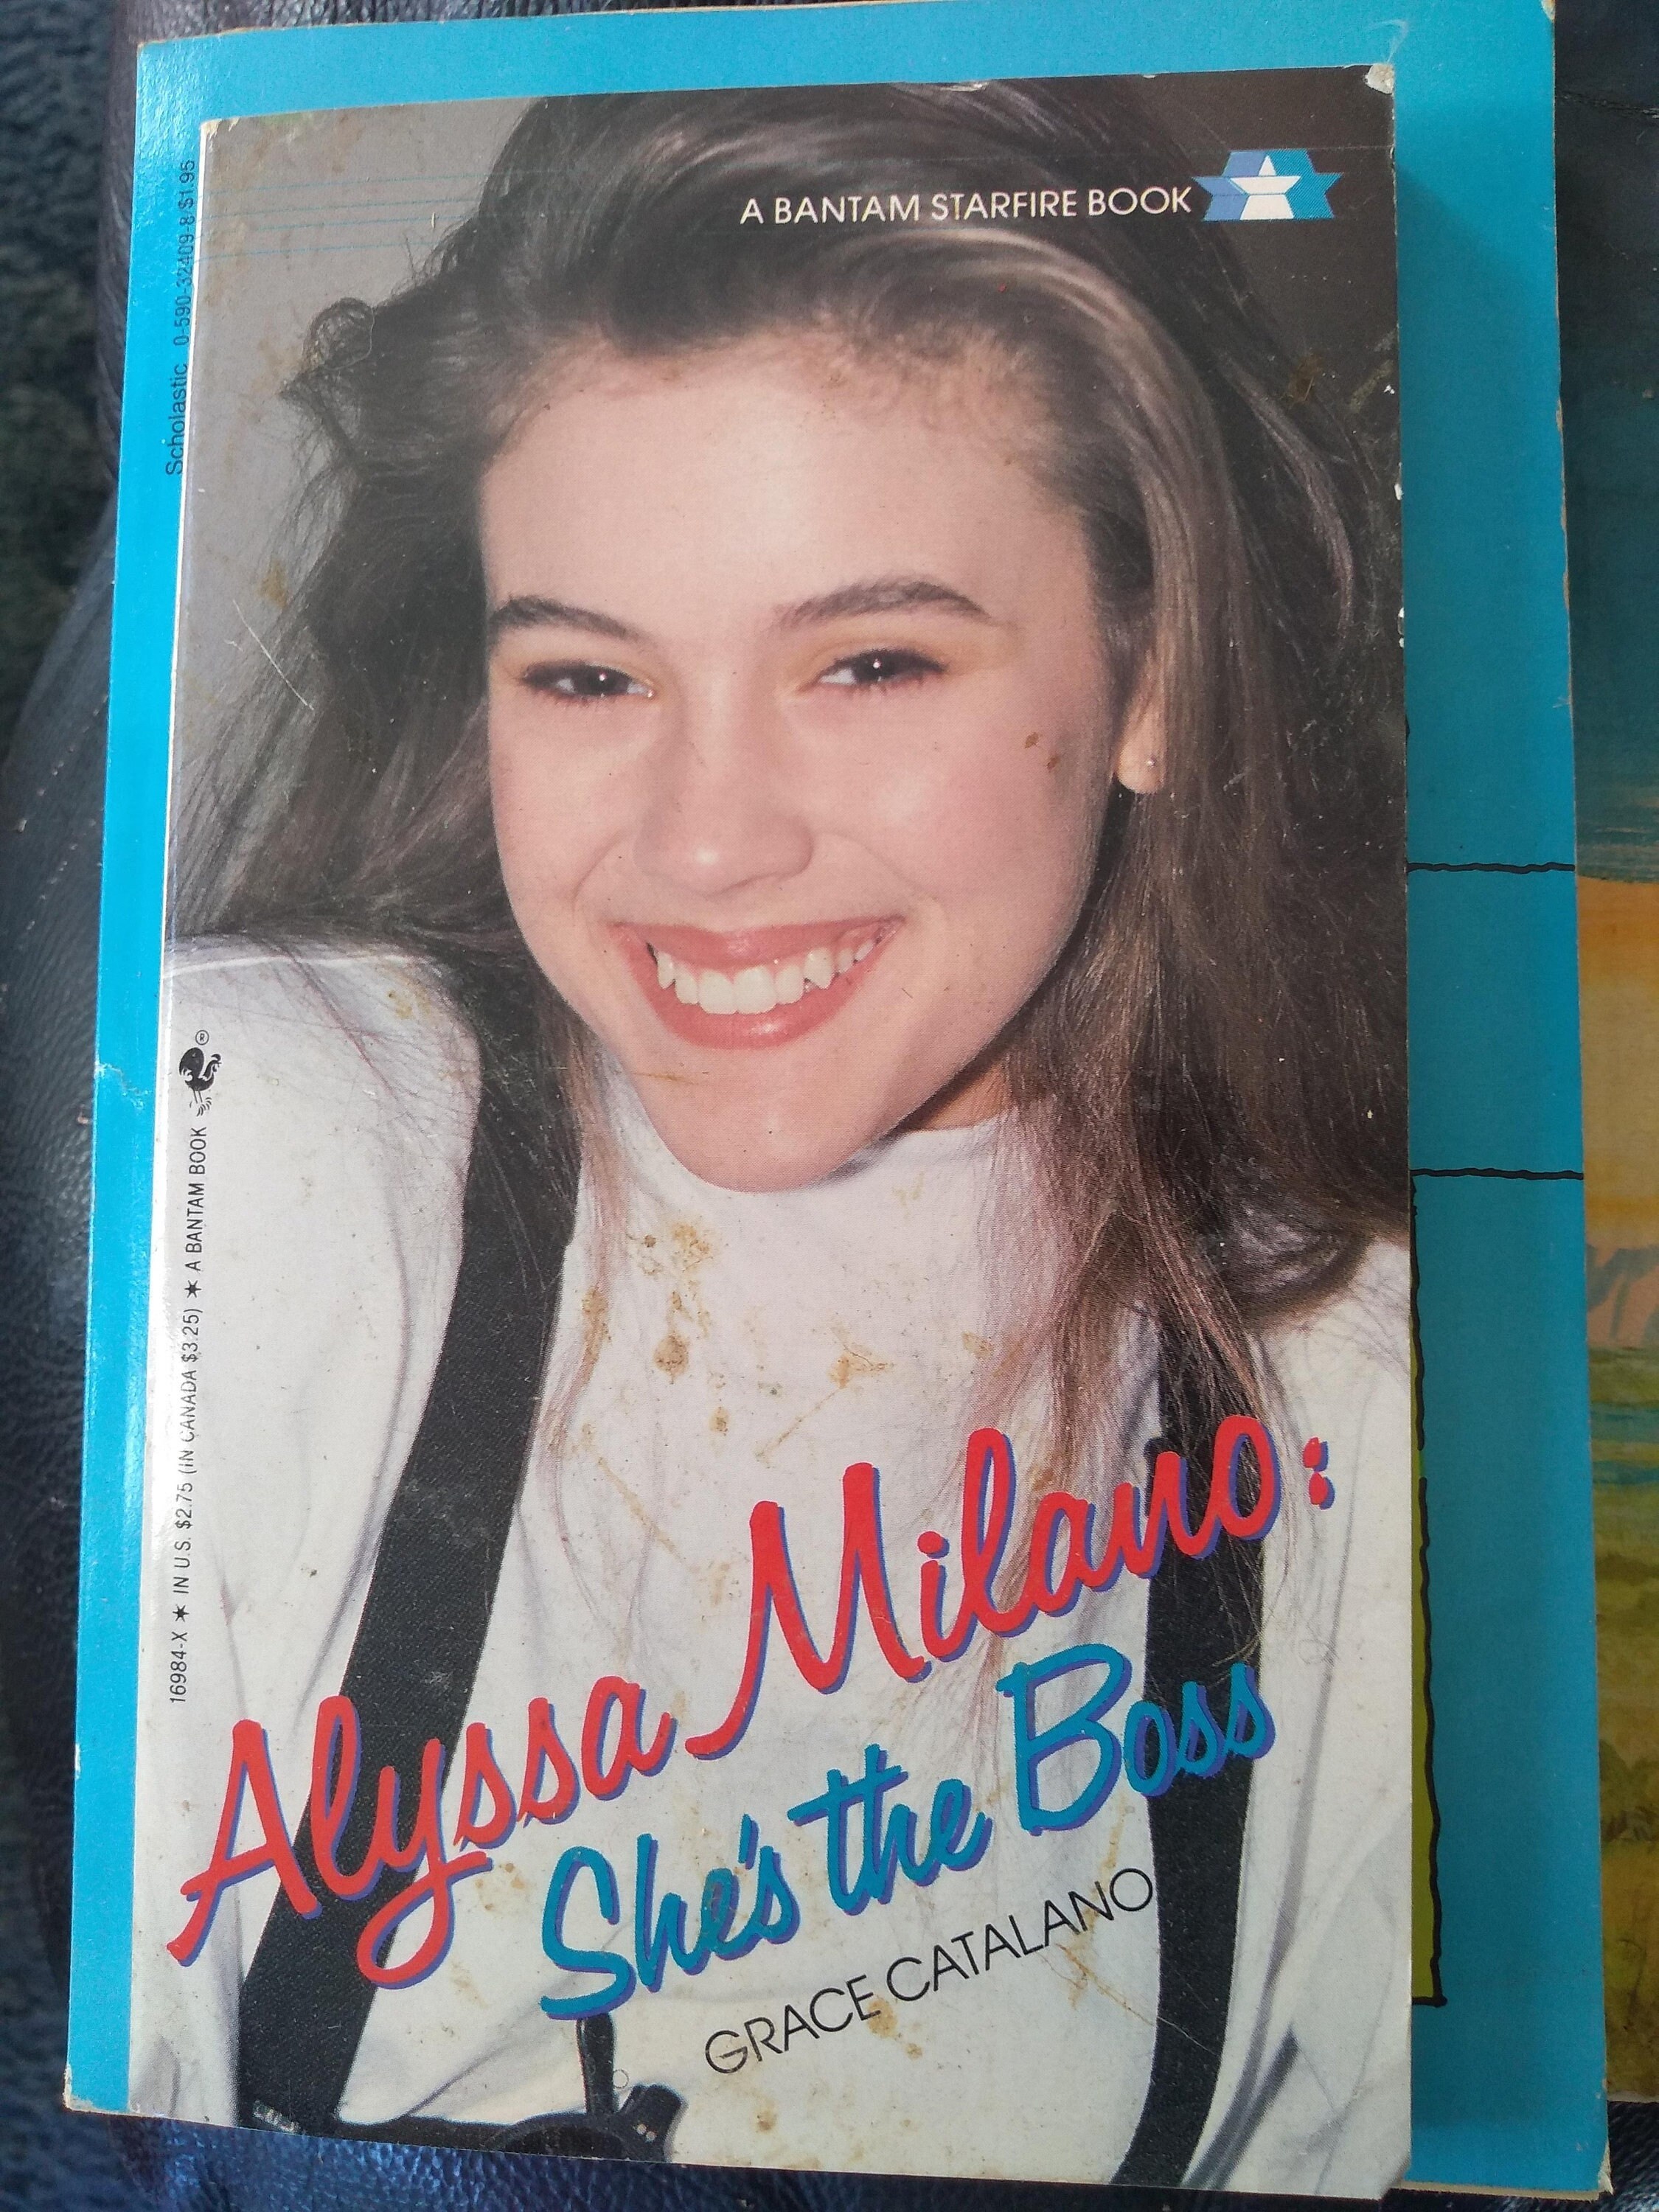 A BANTAM STARFIRE BOOK
Scholastic 0-590-32409-8 $1.95
16984-X ★ IN U.S. $2.75 (IN CANADA $3.25) ★ A BANTAM BOOK ®
Alyssa Milano:
She's the Boss
GRACE CATALANO